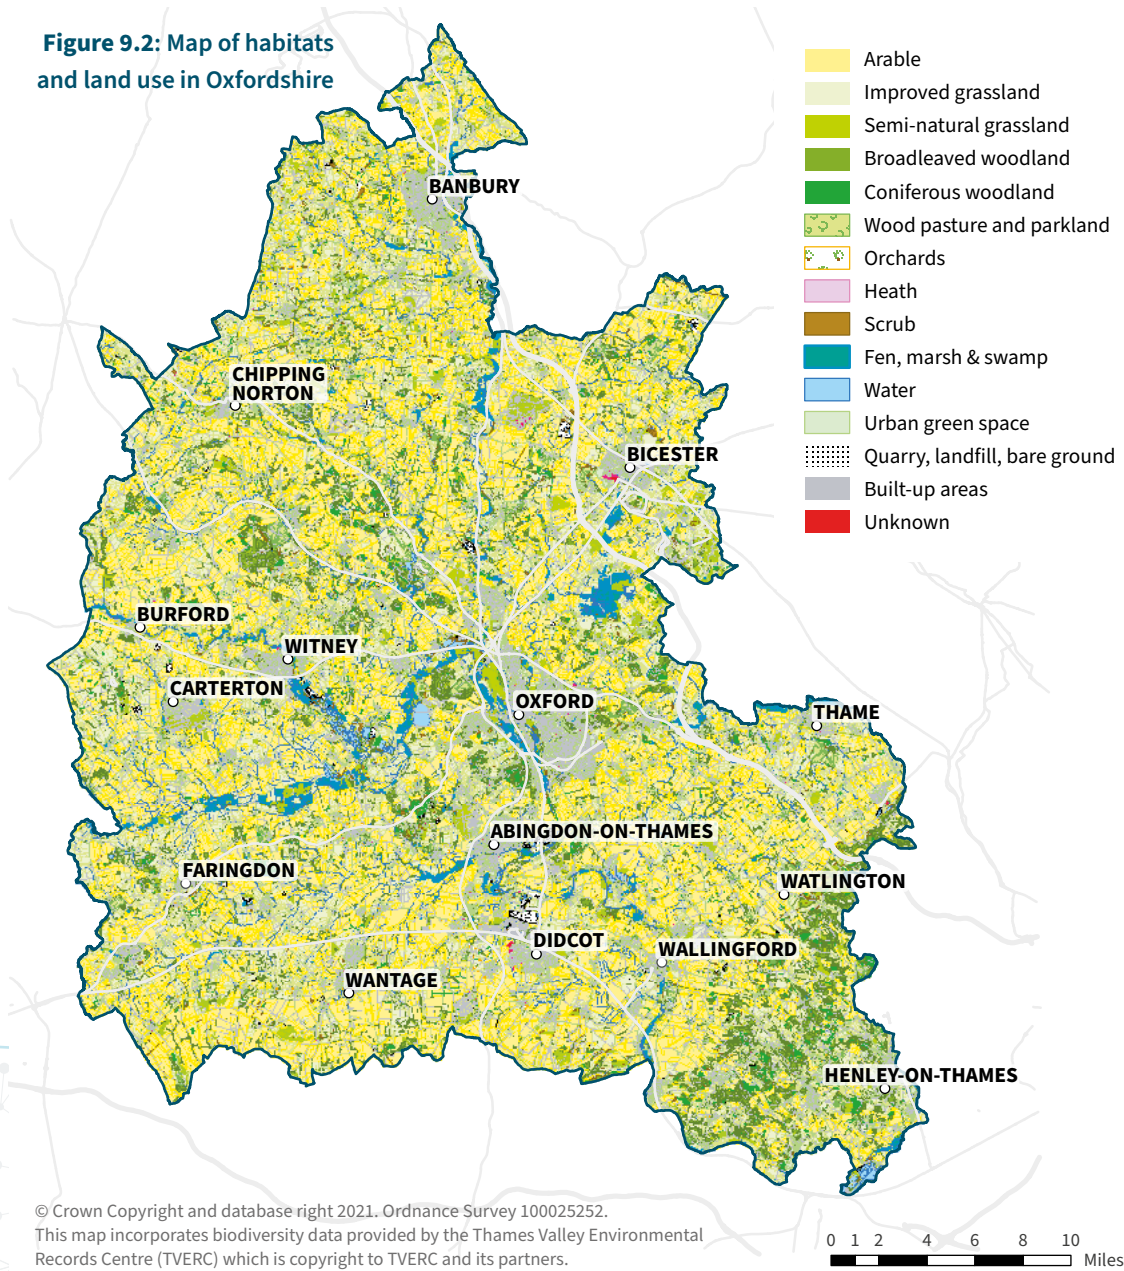 Figure 9.2: Map of habitats
and land use in Oxfordshire
Arable
Improved grassland
Semi-natural grassland
Broadleaved woodland
Coniferous woodland
Wood pasture and parkland
Orchards
Heath
Scrub
Fen, marsh & swamp
Water
Urban green space
Quarry, landfill, bare ground
Built-up areas
Unknown
BANBURY
CHIPPING
NORTON
BICESTER
BURFORD
WITNEY
CARTERTON
OXFORD
THAME
ABINGDON-ON-THAMES
FARINGDON
WATLINGTON
DIDCOT
WALLINGFORD
WANTAGE
HENLEY-ON-THAMES
© Crown Copyright and database right 2021. Ordnance Survey 100025252.
This map incorporates biodiversity data provided by the Thames Valley Environmental
Records Centre (TVERC) which is copyright to TVERC and its partners.
0 1 2 4 6 8 10
Miles